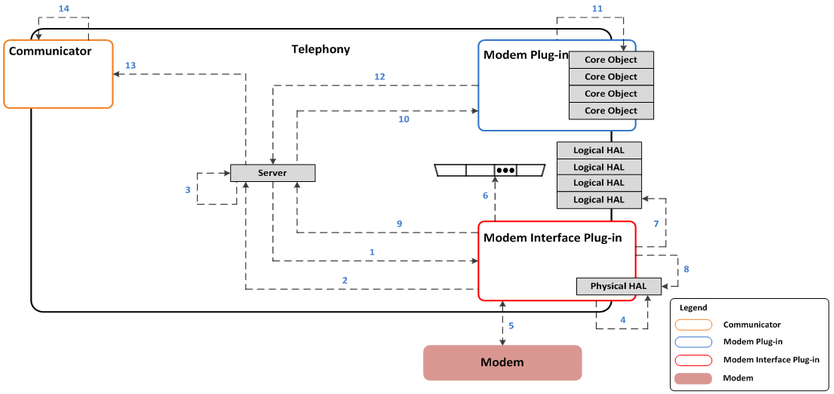 14
11
Communicator
Telephony
Modem Plug-in
Core Object
Core Object
Core Object
Core Object
13
12
10
Logical HAL
Logical HAL
Logical HAL
Logical HAL
Server
3
6
9
7
Modem Interface Plug-in
1
8
2
Physical HAL
4
5
Modem
Legend
Communicator
Modem Plug-in
Modem Interface Plug-in
Modem